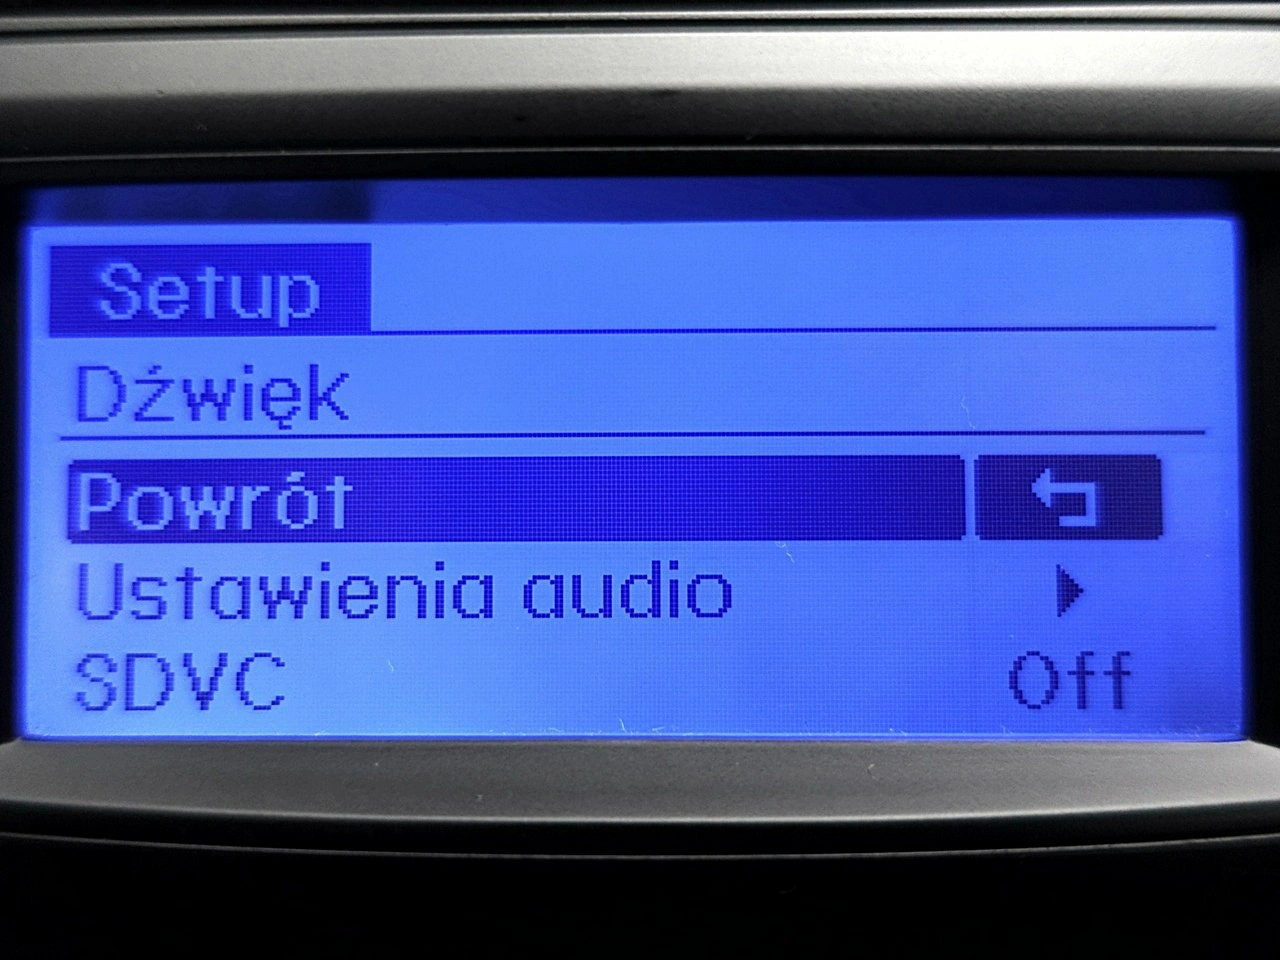 Setup
Dźwięk
Powrót
Ustawienia audio
SDVC Off